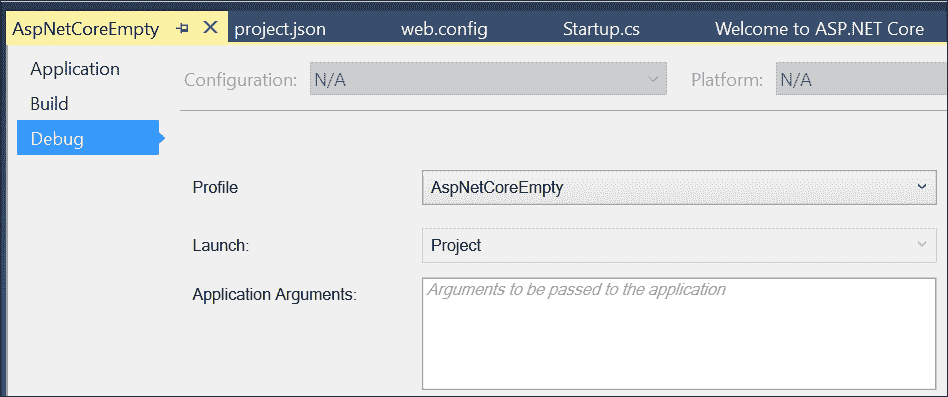 AspNetCoreEmpty project.json web.config Startup.cs Welcome to ASP.NET Core
Application
Configuration: N/A Platform: N/A
Build
Debug
Profile AspNetCoreEmpty
Launch: Project
Application Arguments: Arguments to be passed to the application